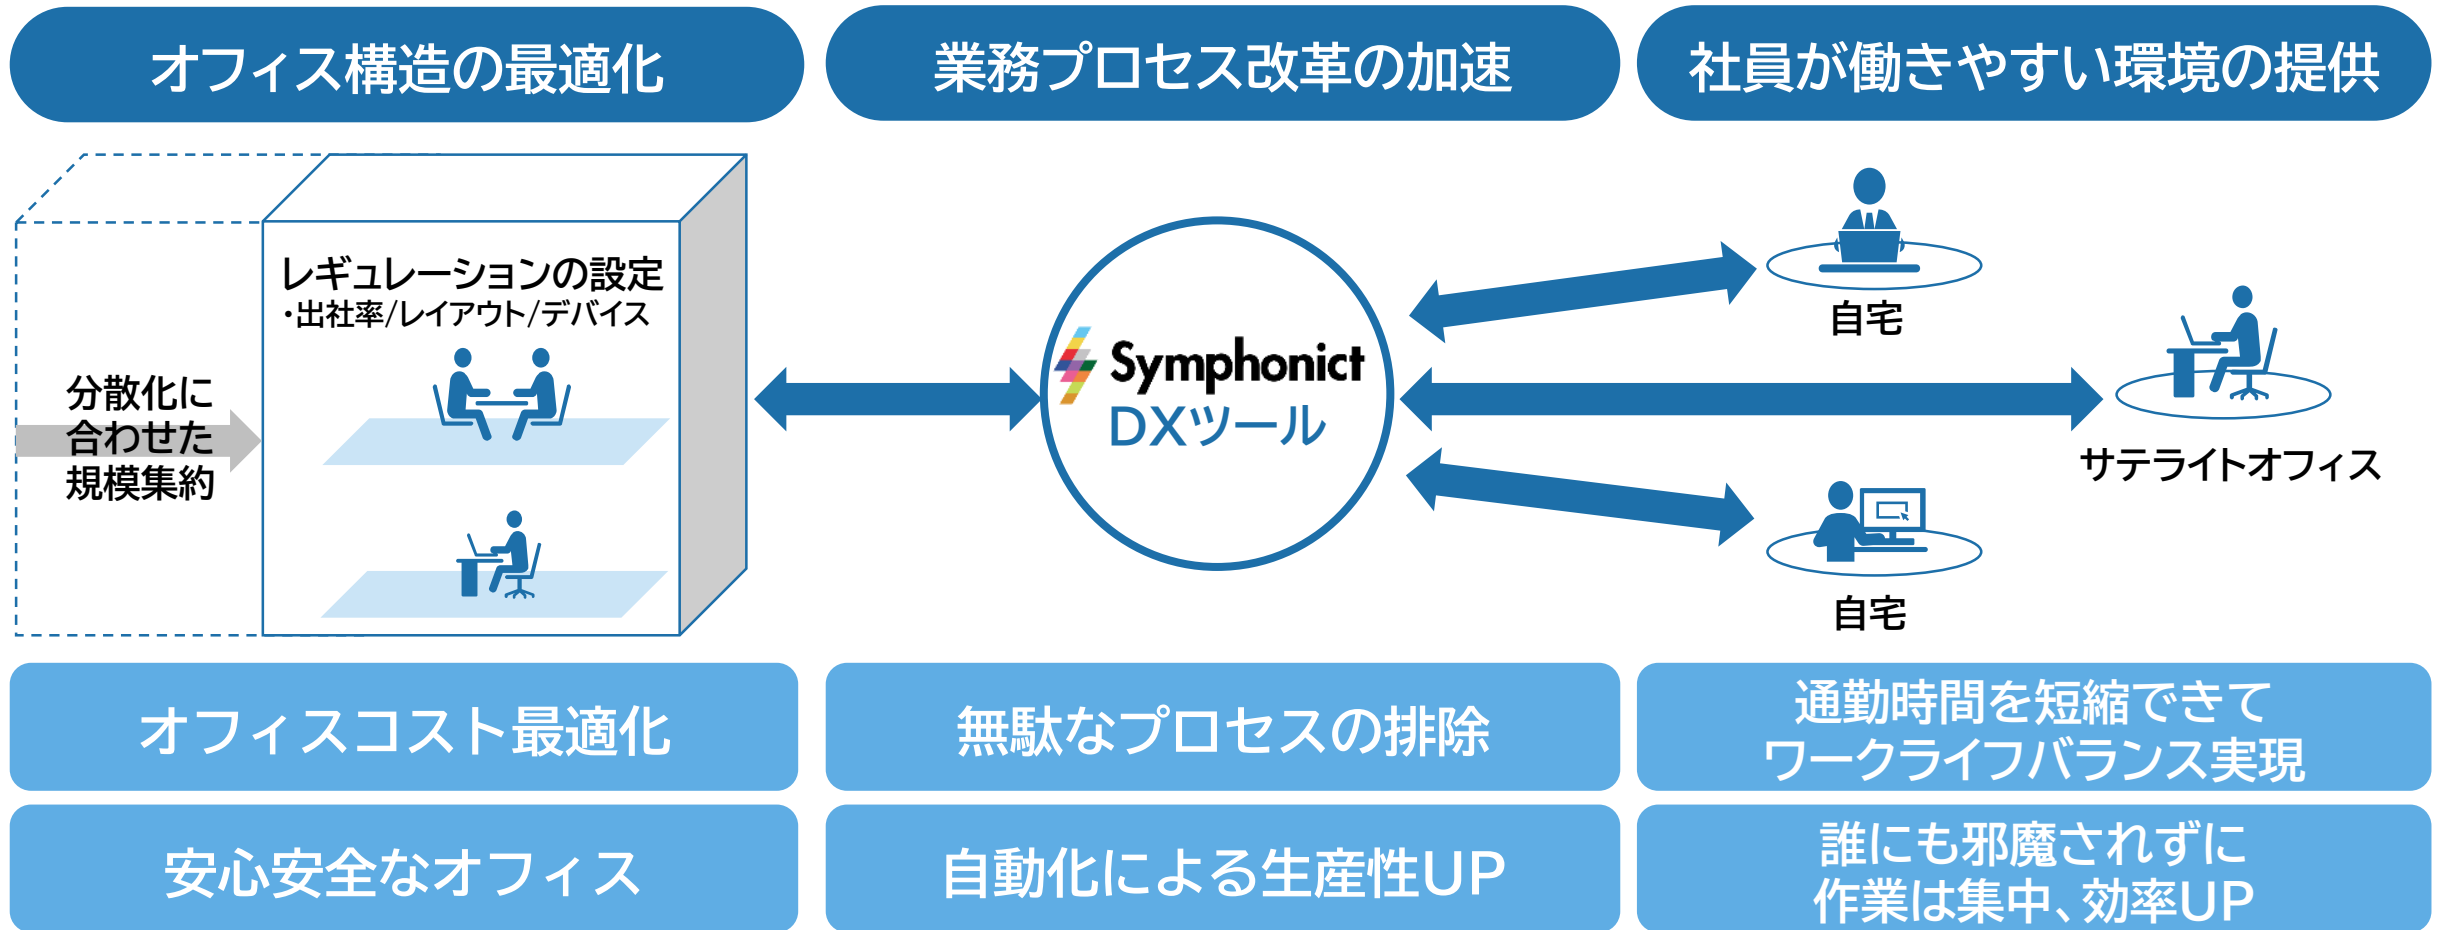 オフィス構造の最適化
業務プロセス改革の加速
社員が働きやすい環境の提供
レギュレーションの設定
・出社率/レイアウト/デバイス
分散化に
合わせた
規模集約
Symphonict
DXツール
自宅
サテライトオフィス
自宅
オフィスコスト最適化
無駄なプロセスの排除
通勤時間を短縮できて
ワークライフバランス実現
安心安全なオフィス
自動化による生産性UP
誰にも邪魔されずに
作業は集中、効率UP